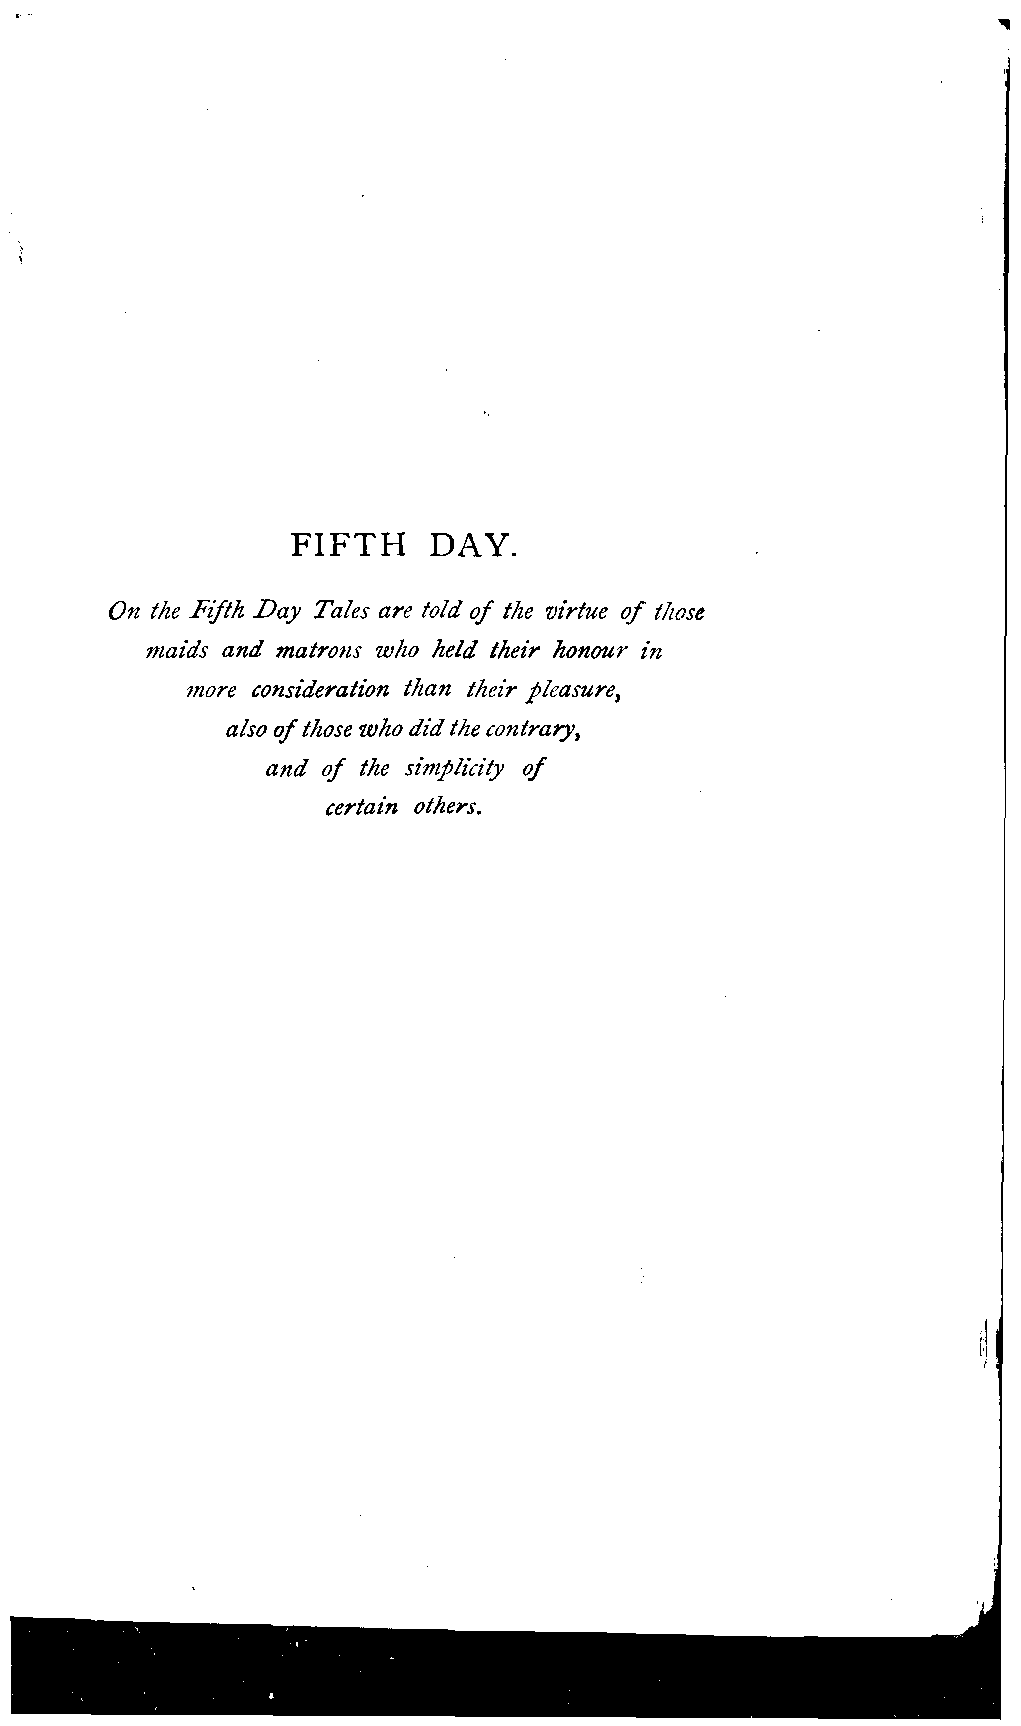 FIFTH DAY.
On the Fifth Day Tales are told of the virtue of those
maids and matrons who held their honour in
more consideration than their pleasure,
also of those who did the contrary,
and of the simplicity of
certain others.